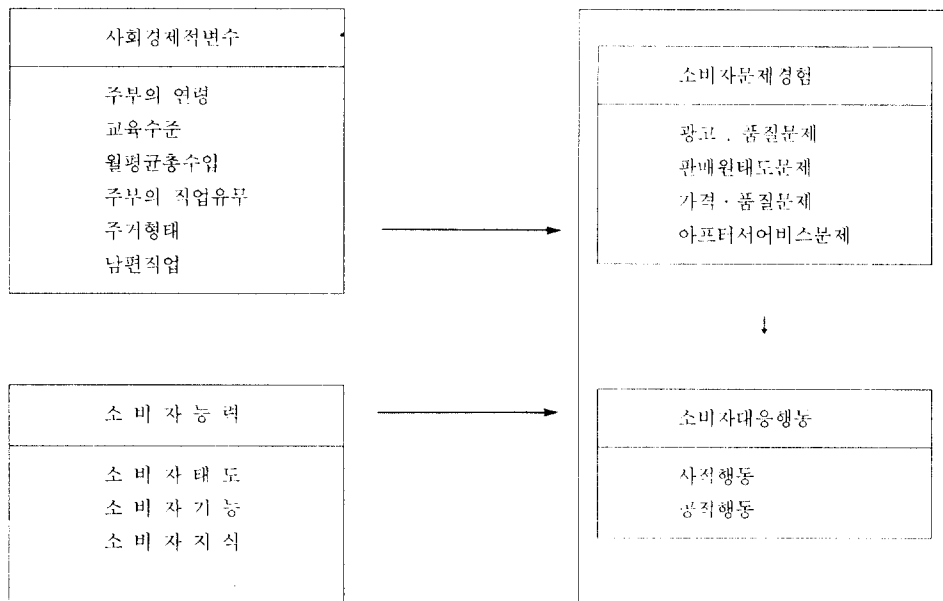 사회경제적변수
주부의 연령
교육수준
월평균총수입
주부의 직업유무
주거형태
남편직업
소비자문제경험
광고 . 품질문제
판매원태도문제
가격 · 품질문제
아프터서어비스문제
소 비 자 능 력
소 비 자 태 도
소 비 자 기 능
소 비 자 지 식
소비자대응행동
사적행동
공적행동